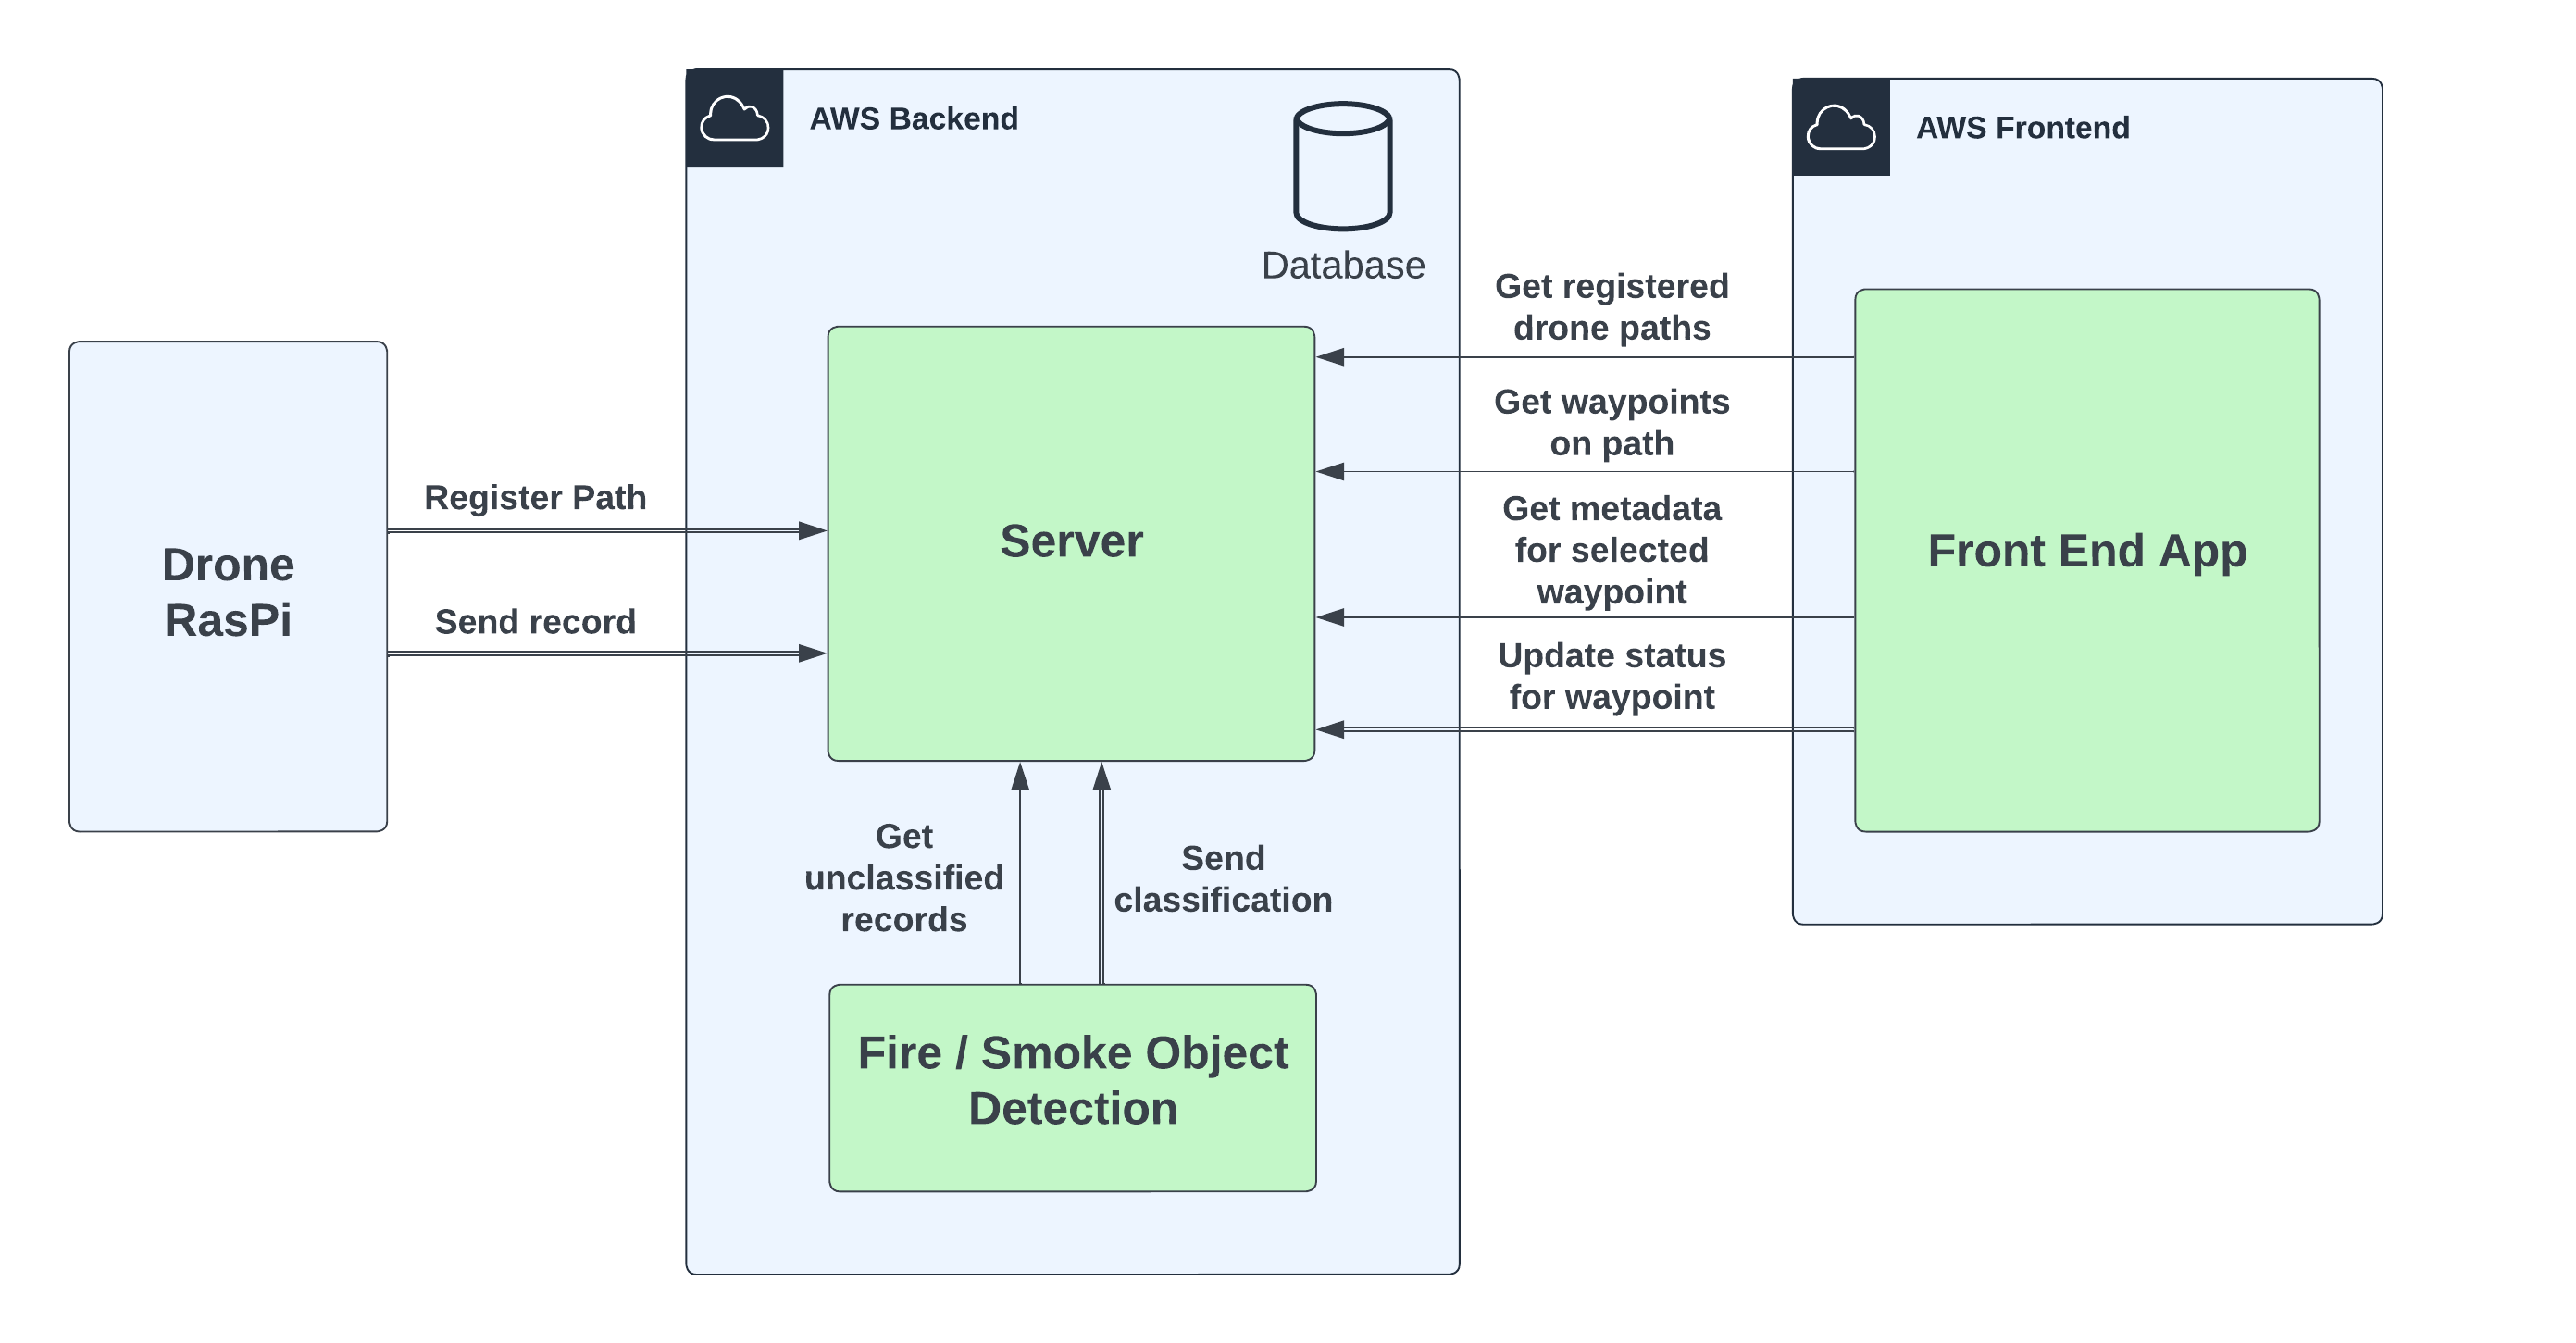 AWS Backend
Database
AWS Frontend
Drone
RasPi
Register Path
Send record
Server
Get registered
drone paths
Get waypoints
on path
Get metadata
for selected
waypoint
Update status
for waypoint
Front End App
Get
unclassified
records
Send
classification
Fire / Smoke Object
Detection